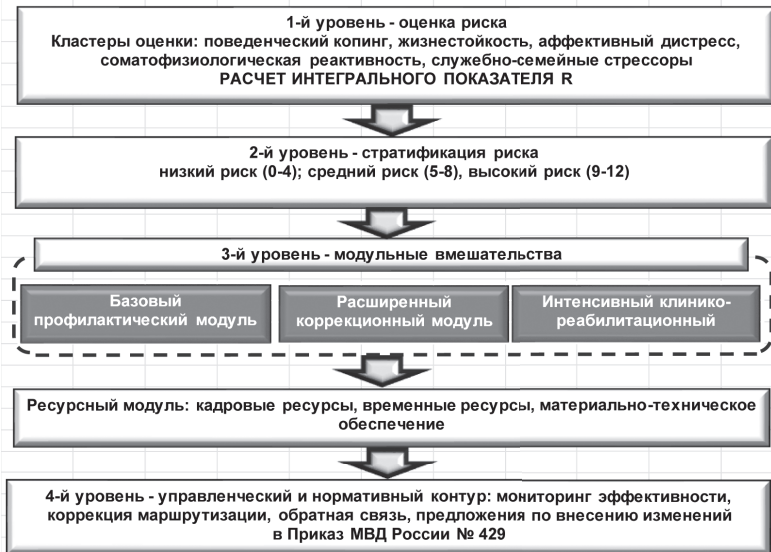 1-й уровень - оценка риска
Кластеры оценки: поведенческий копинг, жизнестойкость, аффективный дистресс,
соматофизиологическая реактивность, служебно-семейные стрессоры
РАСЧЕТ ИНТЕГРАЛЬНОГО ПОКАЗАТЕЛЯ R
2-й уровень - стратификация риска
низкий риск (0-4); средний риск (5-8), высокий риск (9-12)
3-й уровень - модульные вмешательства
Базовый
профилактический модуль
Расширенный
коррекционный модуль
Интенсивный клинико-
реабилитационный
Ресурсный модуль: кадровые ресурсы, временные ресурсы, материально-техническое
обеспечение
4-й уровень - управленческий и нормативный контур: мониторинг эффективности,
коррекция маршрутизации, обратная связь, предложения по внесению изменений
в Приказ МВД России № 429